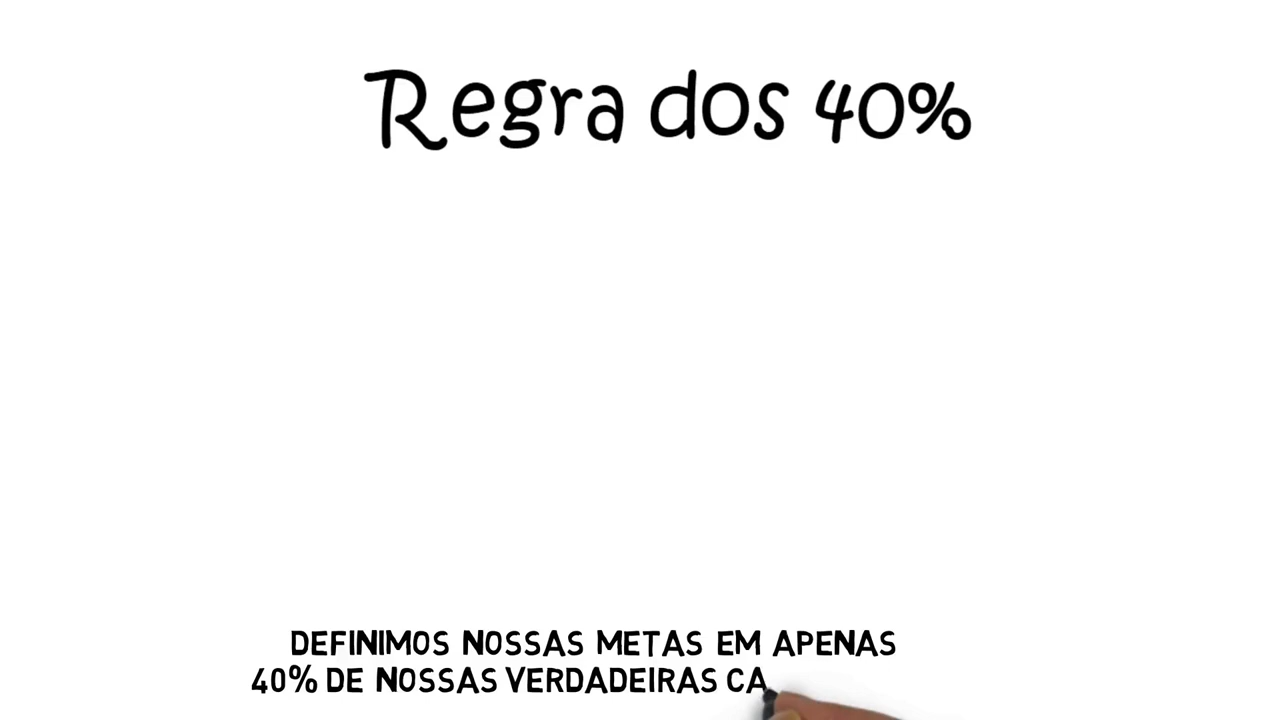 Regra dos 40%
DEFINIMOS NOSSAS METAS EM APENAS
40% DE NOSSAS VERDADEIRAS CA